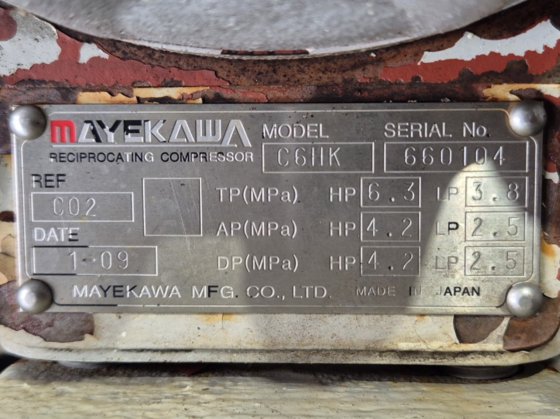 MAYEKAWA
RECIPROCATING COMPRESSOR
MODEL C6HK
SERIAL No. 660104
REF CO2
DATE 1-09
TP(MPa) HP 6.3 LP 3.8
AP(MPa) HP 4.2 LP 2.5
DP(MPa) HP 4.2 LP 2.5
MAYEKAWA MFG. CO., LTD. MADE IN JAPAN